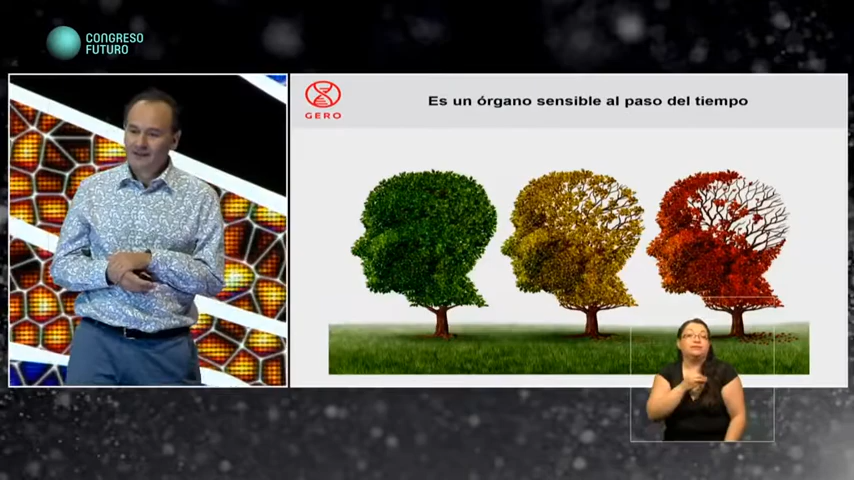 CONGRESO
FUTURO
GERO
Es un órgano sensible al paso del tiempo